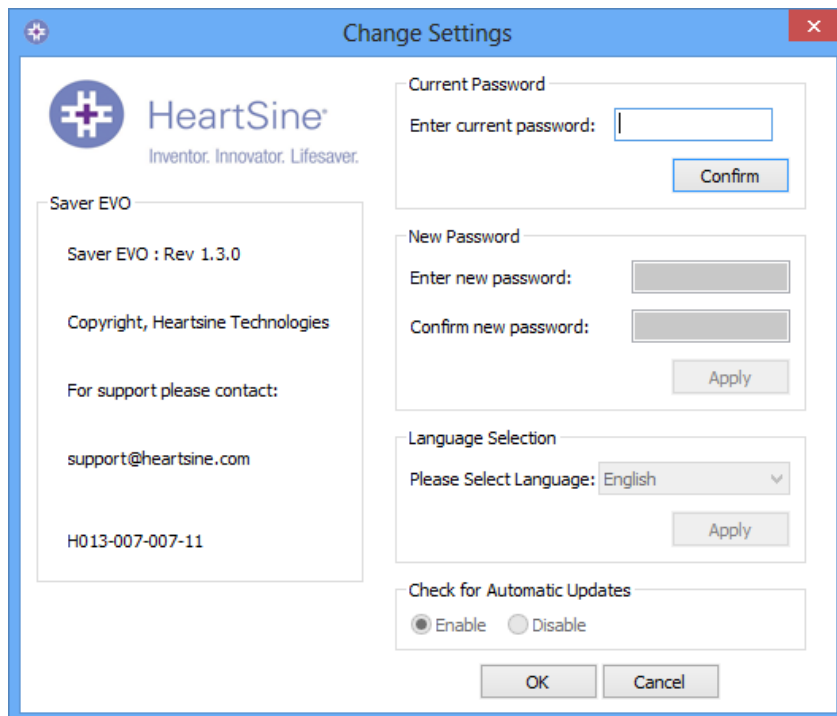 Change Settings
HeartSine®
Inventor. Innovator. Lifesaver.
Saver EVO
Saver EVO : Rev 1.3.0
Copyright, Heartsine Technologies
For support please contact:
support@heartsine.com
H013-007-007-11
Current Password
Enter current password:
Confirm
New Password
Enter new password:
Confirm new password:
Apply
Language Selection
Please Select Language: English
Apply
Check for Automatic Updates
Enable Disable
OK Cancel